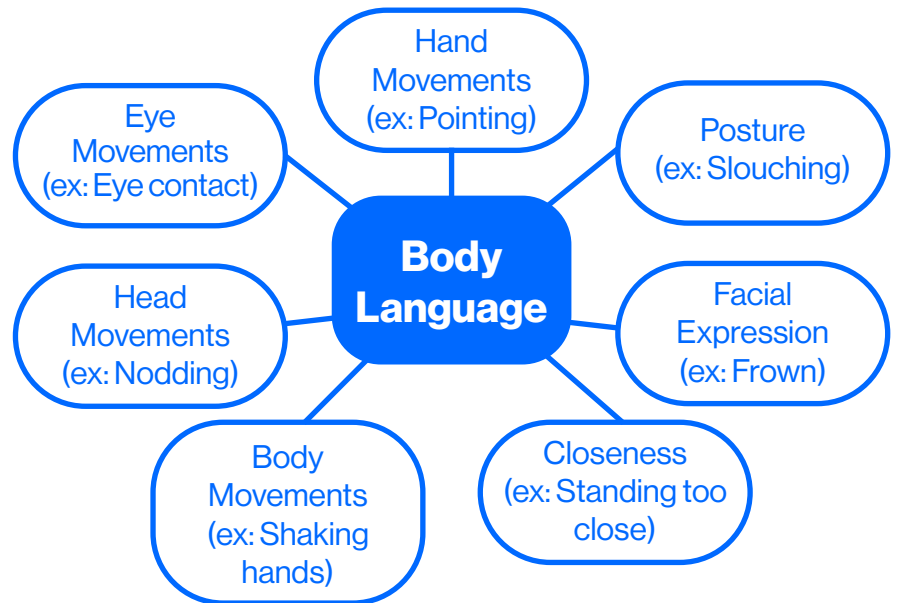 Hand
Movements
(ex: Pointing)
Eye
Movements
(ex: Eye contact)
Posture
(ex: Slouching)
Body
Language
Head
Movements
(ex: Nodding)
Facial
Expression
(ex: Frown)
Body
Movements
(ex: Shaking
hands)
Closeness
(ex: Standing too
close)